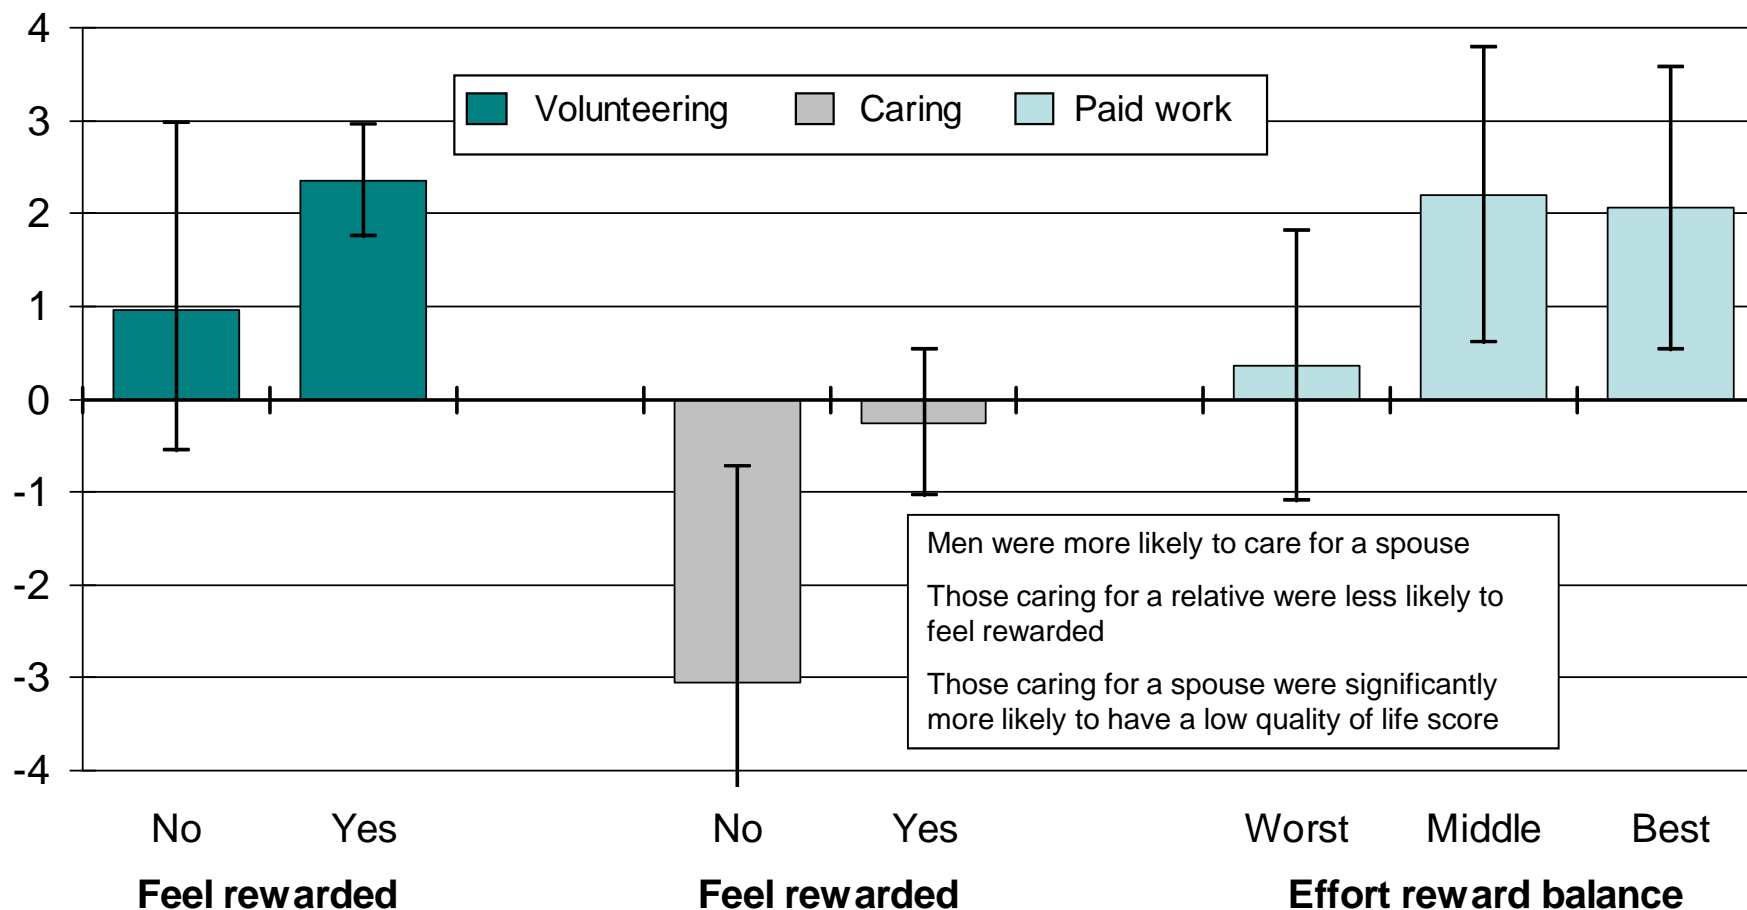 4
3
2
1
0
-1
-2
-3
-4
Volunteering Caring Paid work
Men were more likely to care for a spouse
Those caring for a relative were less likely to
feel rewarded
Those caring for a spouse were significantly
more likely to have a low quality of life score
No Yes No Yes Worst Middle Best
Feel rewarded Feel rewarded Effort reward balance